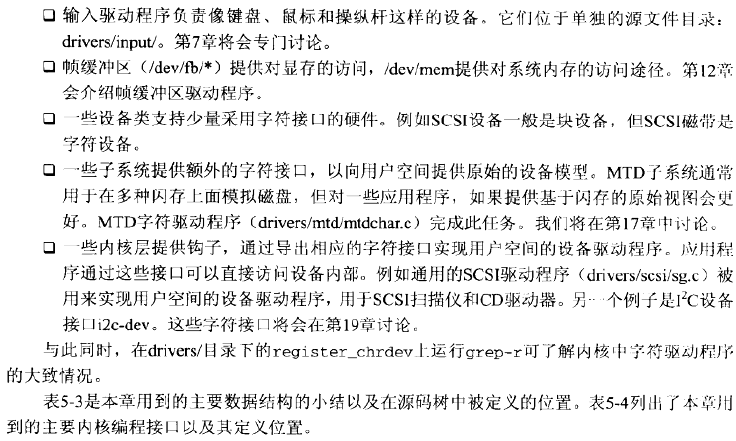 ❑ 输入驱动程序负责像键盘、鼠标和操纵杆这样的设备。它们位于单独的源文件目录：
drivers/input/。第7章将会专门讨论。
❑ 帧缓冲区（/dev/fb/*）提供对显存的访问，/dev/mem提供对系统内存的访问途径。第12章
会介绍帧缓冲区驱动程序。
❑ 一些设备类支持少量采用字符接口的硬件。例如SCSI设备一般是块设备，但SCSI磁带是
字符设备。
❑ 一些子系统提供额外的字符接口，以向用户空间提供原始的设备模型。MTD子系统通常
用于在多种闪存上面模拟磁盘，但对一些应用程序，如果提供基于闪存的原始视图会更
好。MTD字符驱动程序（drivers/mtd/mtdchar.c）完成此任务。我们将在第17章中讨论。
❑ 一些内核层提供钩子，通过导出相应的字符接口实现用户空间的设备驱动程序。应用程
序通过这些接口可以直接访问设备内部。例如通用的SCSI驱动程序（drivers/scsi/sg.c）被
用来实现用户空间的设备驱动程序，用于SCSI扫描仪和CD驱动器。另一个例子是I²C设备
接口i2c-dev。这些字符接口将会在第19章讨论。
与此同时，在drivers/目录下的register_chrdev上运行grep-r可了解内核中字符驱动程序
的大致情况。
表5-3是本章用到的主要数据结构的小结以及在源码树中被定义的位置。表5-4列出了本章用
到的主要内核编程接口以及其定义位置。